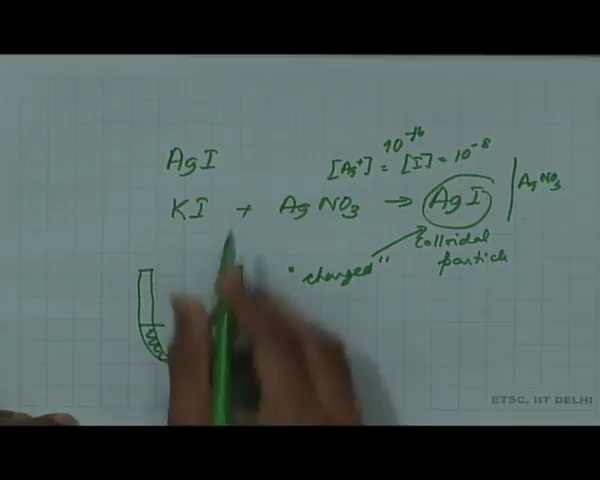 AgI
10⁻¹⁶
[Ag⁺] = [I⁻] = 10⁻⁸
KI + AgNO₃ → AgI | AgNO₃
Colloidal
particle
"charged"
ETSC, IIT DELHI